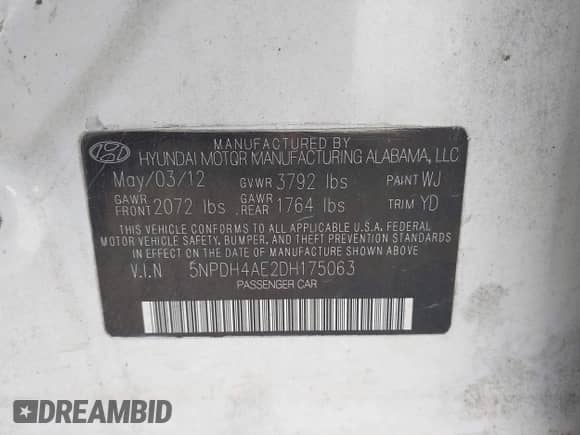 MANUFACTURED BY
HYUNDAI MOTOR MANUFACTURING ALABAMA, LLC
May/03/12 GVWR 3792 lbs PAINT WJ
GAWR FRONT 2072 lbs GAWR .REAR 1764 lbs TRIM YD
THIS VEHICLE CONFORMS TO ALL APPLICABLE U.S.A. FEDERAL
MOTOR VEHICLE SAFETY, BUMPER, AND THEFT PREVENTION
STANDARDS IN EFFECT ON THE DATE OF MANUFACTURE SHOWN ABOVE.
V.I.N 5NPDH4AE2DH175063
PASSENGER CAR
DREAMBID